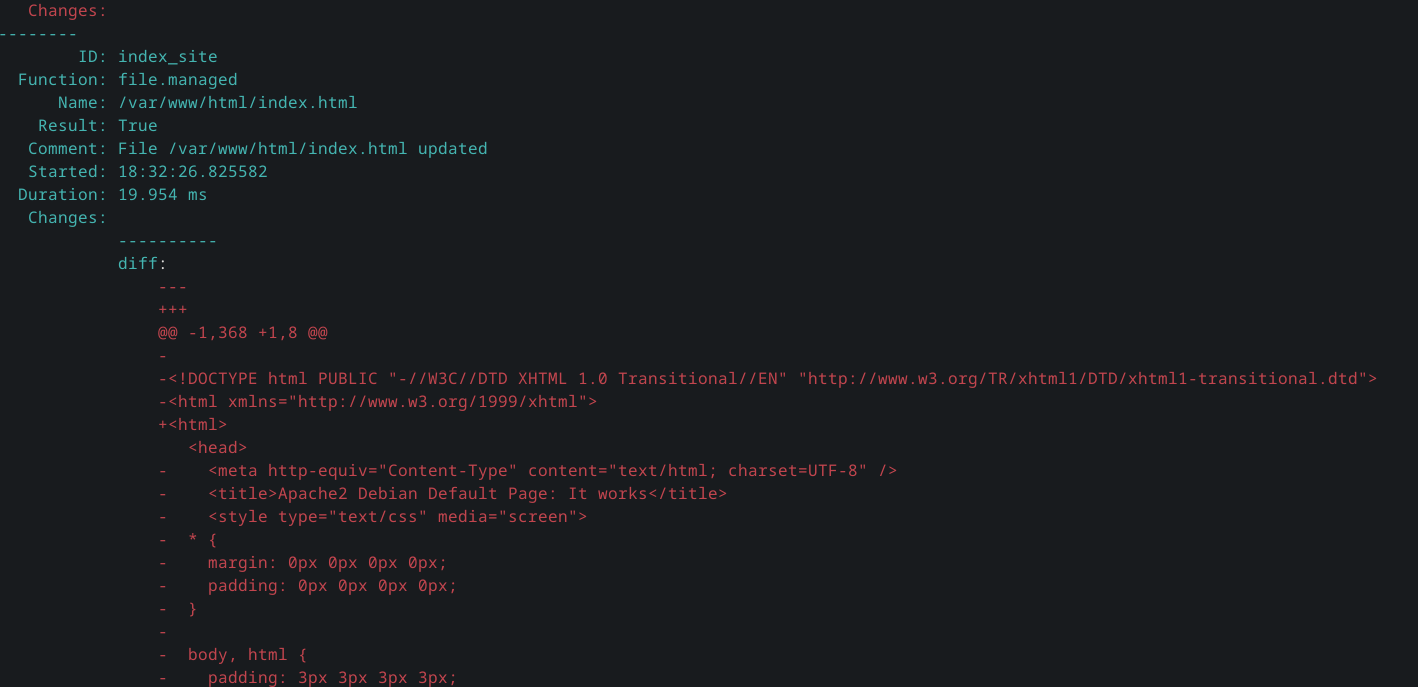 Changes:
--------
ID: index_site
Function: file.managed
Name: /var/www/html/index.html
Result: True
Comment: File /var/www/html/index.html updated
Started: 18:32:26.825582
Duration: 19.954 ms
Changes:
----------
diff:
---
+++
@@ -1,368 +1,8 @@
-
-<!DOCTYPE html PUBLIC "-//W3C//DTD XHTML 1.0 Transitional//EN" "http://www.w3.org/TR/xhtml1/DTD/xhtml1-transitional.dtd">
-<html xmlns="http://www.w3.org/1999/xhtml">
+<html>
<head>
-    <meta http-equiv="Content-Type" content="text/html; charset=UTF-8" />
-    <title>Apache2 Debian Default Page: It works</title>
-    <style type="text/css" media="screen">
-  * {
-    margin: 0px 0px 0px 0px;
-    padding: 0px 0px 0px 0px;
-  }
-
-  body, html {
-    padding: 3px 3px 3px 3px;